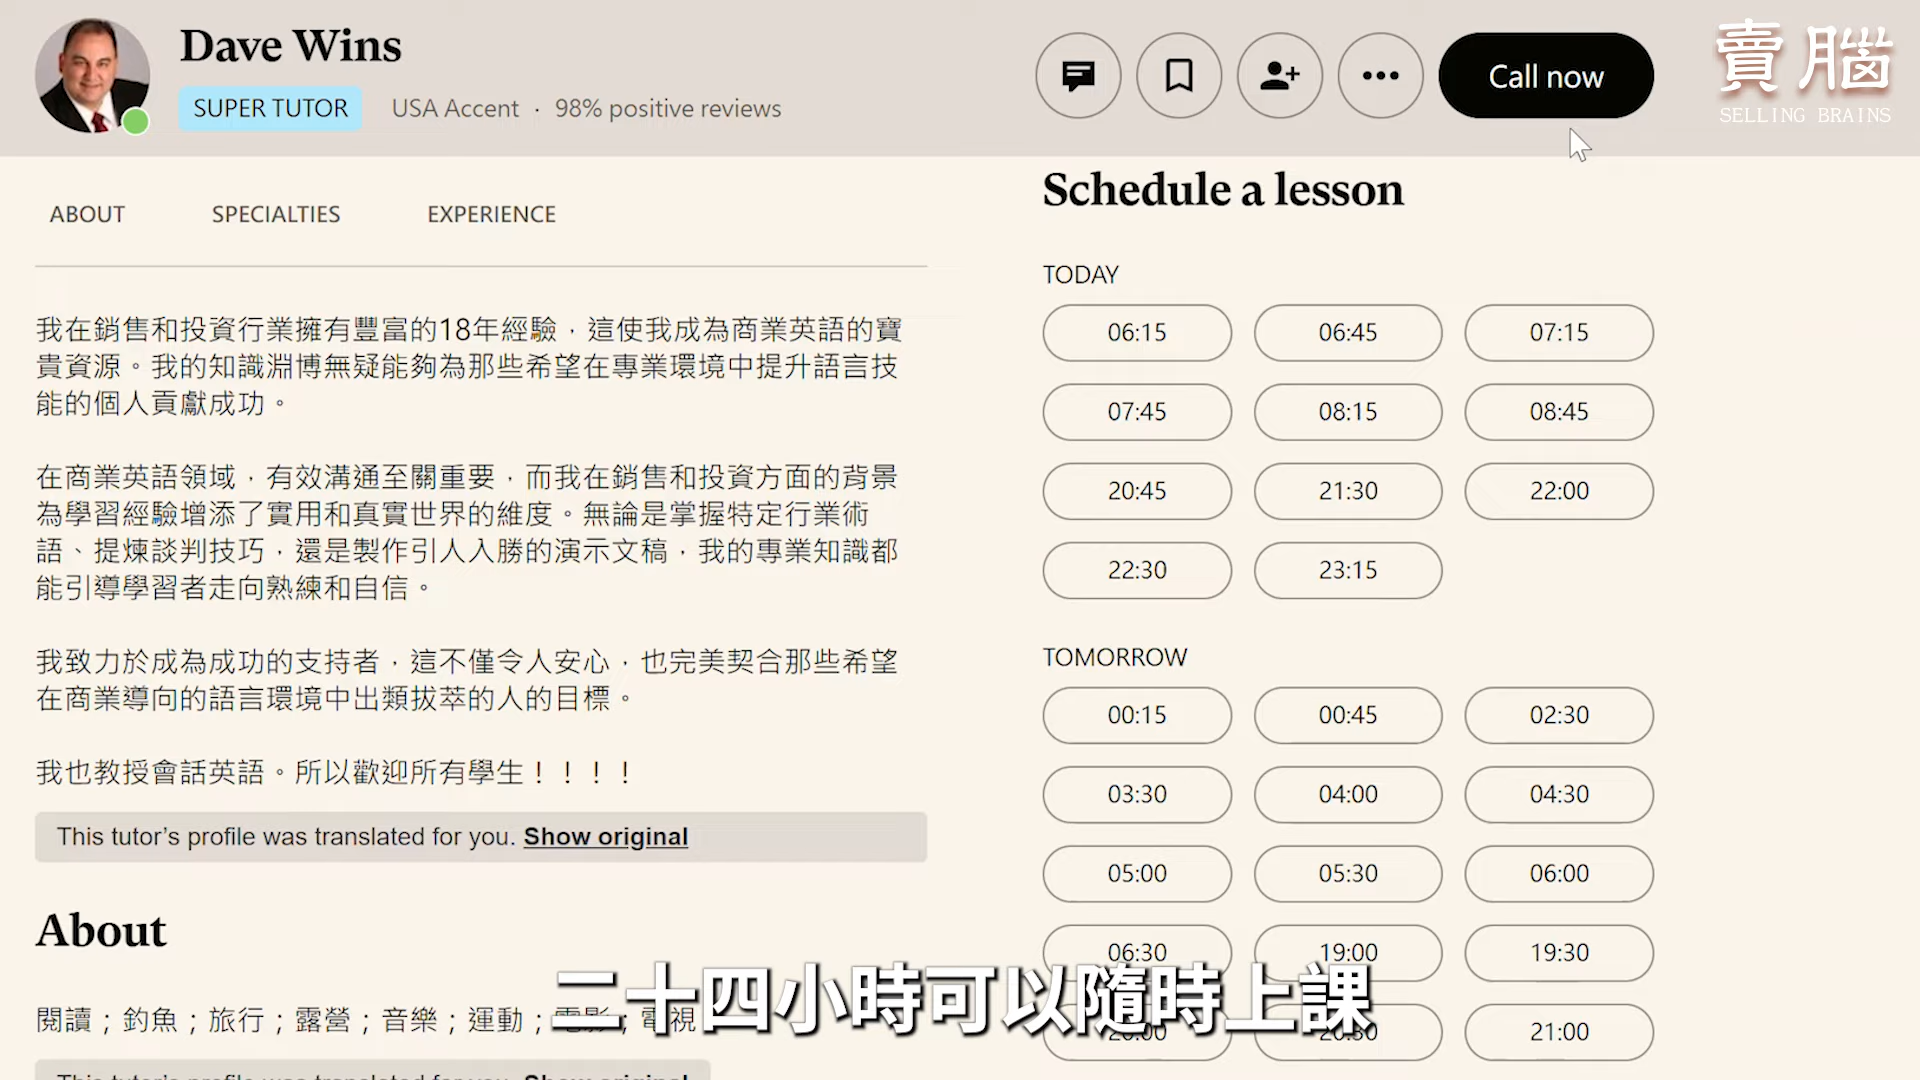 Dave Wins
SUPER TUTOR
USA Accent · 98% positive reviews
Call now
賣腦
SELLING BRAINS
ABOUT
SPECIALTIES
EXPERIENCE
我在銷售和投資行業擁有豐富的18年經驗，這使我成為商業英語的寶
貴資源。我的知識淵博無疑能夠為那些希望在專業環境中提升語言技
能的個人貢獻成功。
在商業英語領域，有效溝通至關重要，而我在銷售和投資方面的背景
為學習經驗增添了實用和真實世界的維度。無論是掌握特定行業術
語、提煉談判技巧，還是製作引人入勝的演示文稿，我的專業知識都
能引導學習者走向熟練和自信。
我致力於成為成功的支持者，這不僅令人安心，也完美契合那些希望
在商業導向的語言環境中出類拔萃的人的目標。
我也教授會話英語。所以歡迎所有學生！！！！
This tutor’s profile was translated for you. Show original
About
閱讀；釣魚；旅行；露營；音樂；運動；電影；電視
This tutor’s profile was translated for you. Show original
Schedule a lesson
TODAY
06:15 06:45 07:15
07:45 08:15 08:45
20:45 21:30 22:00
22:30 23:15
TOMORROW
00:15 00:45 02:30
03:30 04:00 04:30
05:00 05:30 06:00
06:30 19:00 19:30
20:00 20:30 21:00
二十四小時可以隨時上課